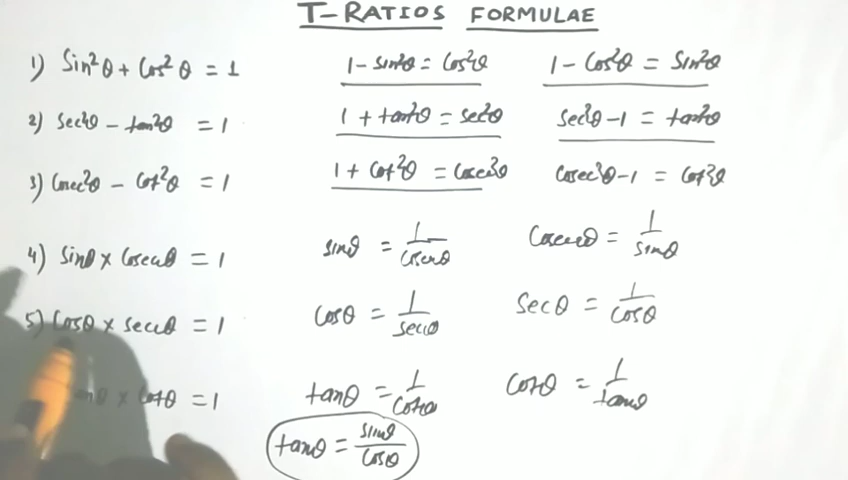 T-RATIOS FORMULAE
1) Sin²θ + Cos²θ = 1 1 - sin²θ = Cos²θ 1 - Cos²θ = Sin²θ
2) sec²θ - tan²θ = 1 1 + tan²θ = sec²θ sec²θ - 1 = tan²θ
3) Cosec²θ - Cot²θ = 1 1 + Cot²θ = Cosec²θ Cosec²θ - 1 = Cot²θ
4) sinθ × Cosecθ = 1 sinθ = 1/Cosecθ Cosecθ = 1/sinθ
5) Cosθ × secθ = 1 Cosθ = 1/secθ Secθ = 1/Cosθ
× Cotθ = 1 tanθ = 1/Cotθ Cotθ = 1/tanθ
tanθ = sinθ/Cosθ